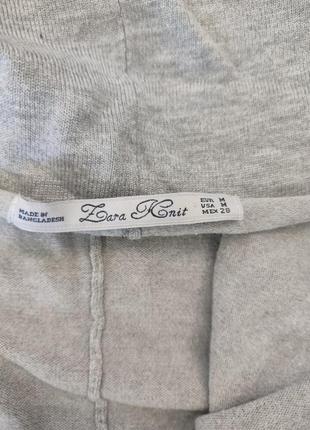 MADE IN
BANGLADESH
Zara Knit
EUR M
USA M
MEX 28